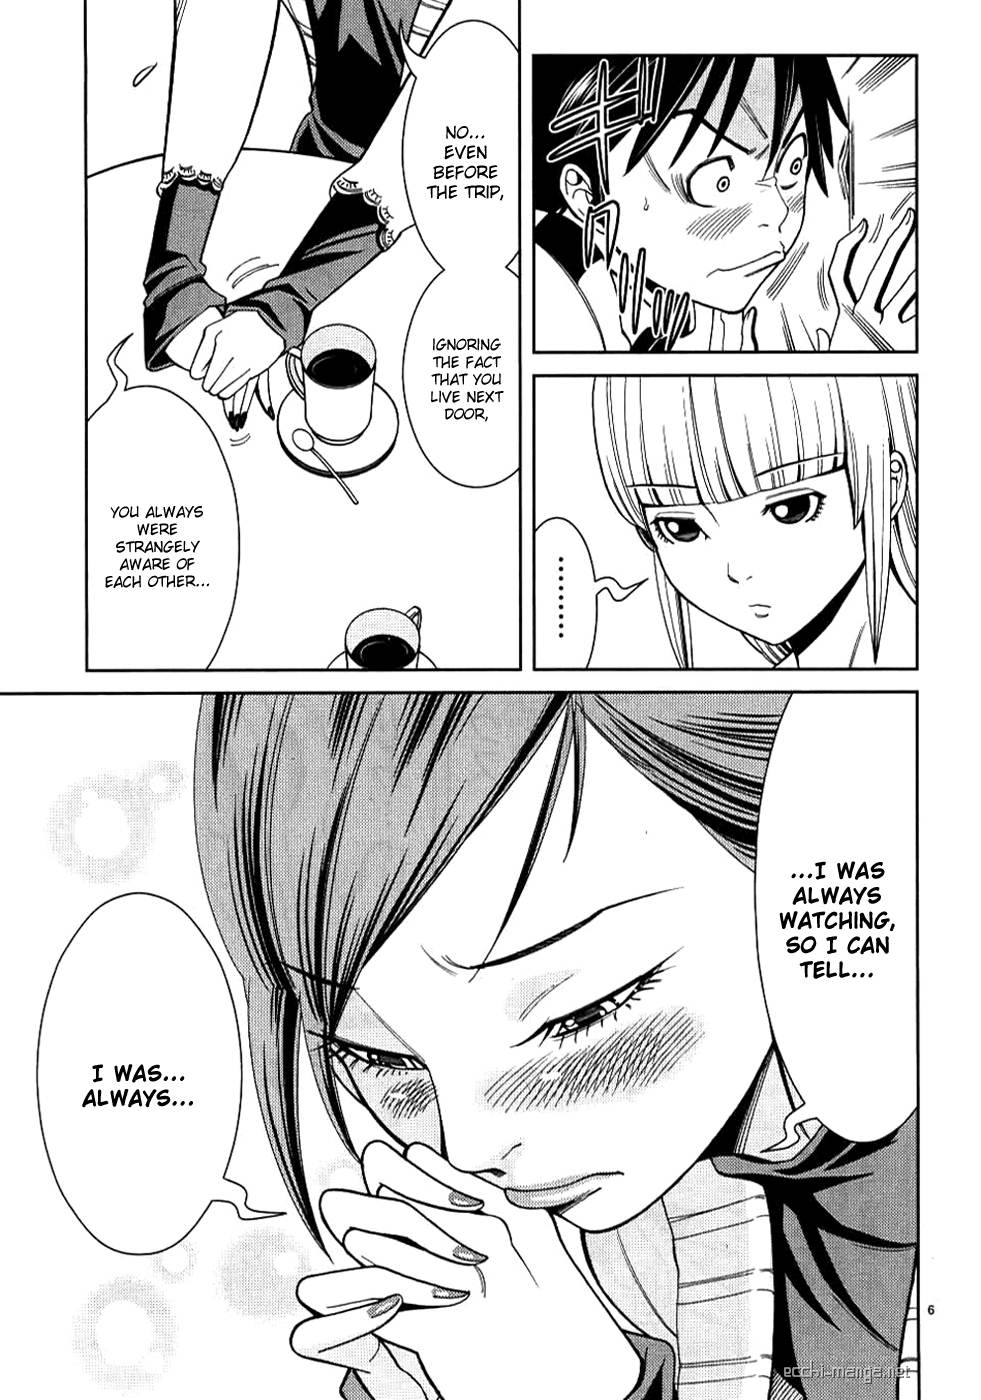 NO...
EVEN
BEFORE
THE TRIP,
IGNORING
THE FACT
THAT YOU
LIVE NEXT
DOOR,
YOU ALWAYS
WERE
STRANGELY
AWARE OF
EACH OTHER...
..........
...I WAS
ALWAYS
WATCHING,
SO I CAN
TELL...
I WAS...
ALWAYS...
6
ecchi-manga.net